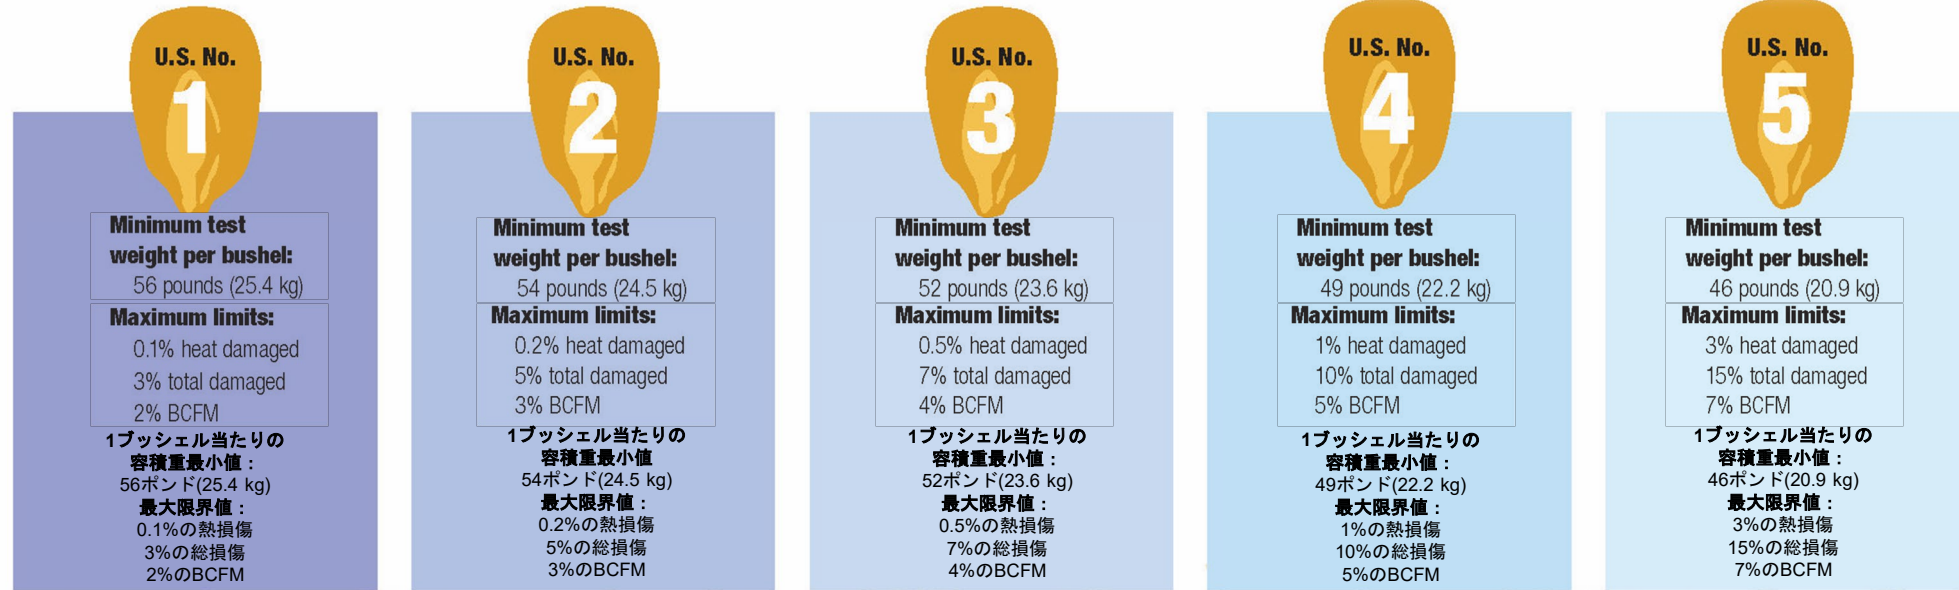 U.S. No.
1
Minimum test
weight per bushel:
56 pounds (25.4 kg)
Maximum limits:
0.1% heat damaged
3% total damaged
2% BCFM
1ブッシェル当たりの
容積重最小値：
56ポンド(25.4 kg)
最大限界値：
0.1%の熱損傷
3%の総損傷
2%のBCFM
U.S. No.
2
Minimum test
weight per bushel:
54 pounds (24.5 kg)
Maximum limits:
0.2% heat damaged
5% total damaged
3% BCFM
1ブッシェル当たりの
容積重最小値
54ポンド(24.5 kg)
最大限界値：
0.2%の熱損傷
5%の総損傷
3%のBCFM
U.S. No.
3
Minimum test
weight per bushel:
52 pounds (23.6 kg)
Maximum limits:
0.5% heat damaged
7% total damaged
4% BCFM
1ブッシェル当たりの
容積重最小値：
52ポンド(23.6 kg)
最大限界値：
0.5%の熱損傷
7%の総損傷
4%のBCFM
U.S. No.
4
Minimum test
weight per bushel:
49 pounds (22.2 kg)
Maximum limits:
1% heat damaged
10% total damaged
5% BCFM
1ブッシェル当たりの
容積重最小値：
49ポンド(22.2 kg)
最大限界値：
1%の熱損傷
10%の総損傷
5%のBCFM
U.S. No.
5
Minimum test
weight per bushel:
46 pounds (20.9 kg)
Maximum limits:
3% heat damaged
15% total damaged
7% BCFM
1ブッシェル当たりの
容積重最小値：
46ポンド(20.9 kg)
最大限界値：
3%の熱損傷
15%の総損傷
7%のBCFM